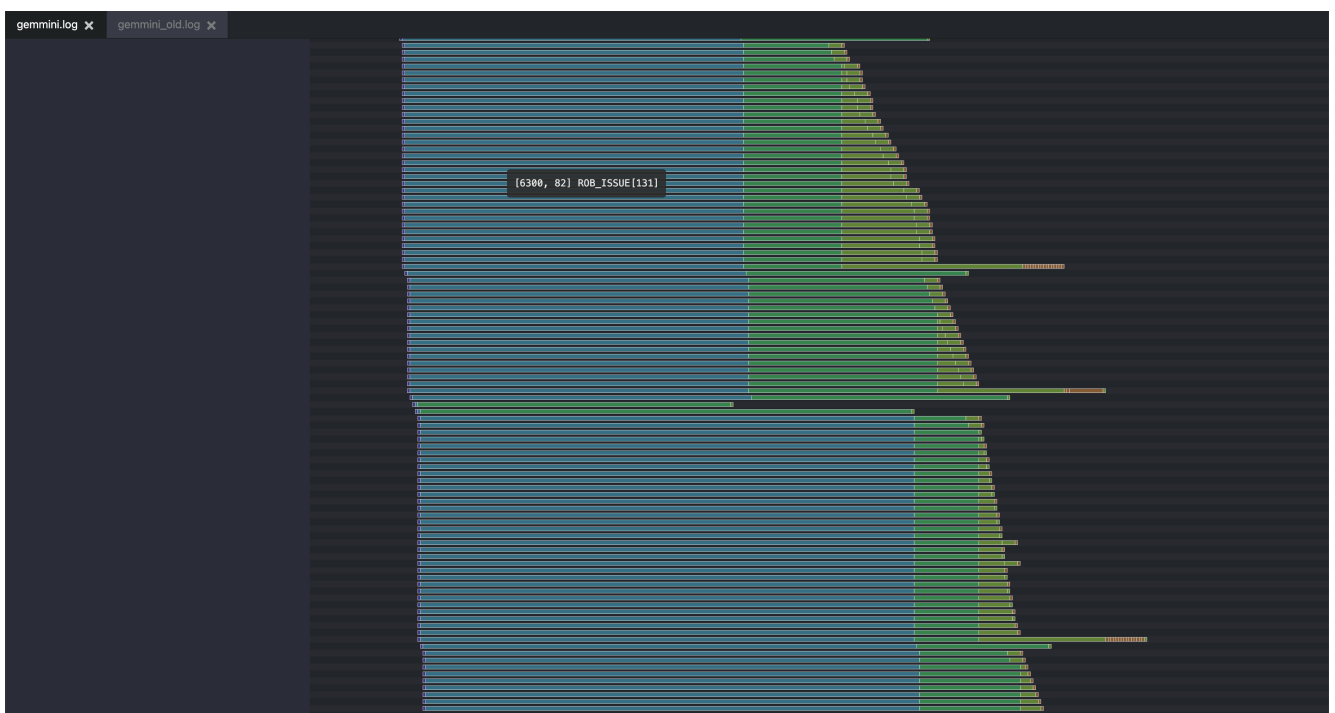 gemmini.log ×
gemmini_old.log ×
[6300, 82] ROB_ISSUE[131]